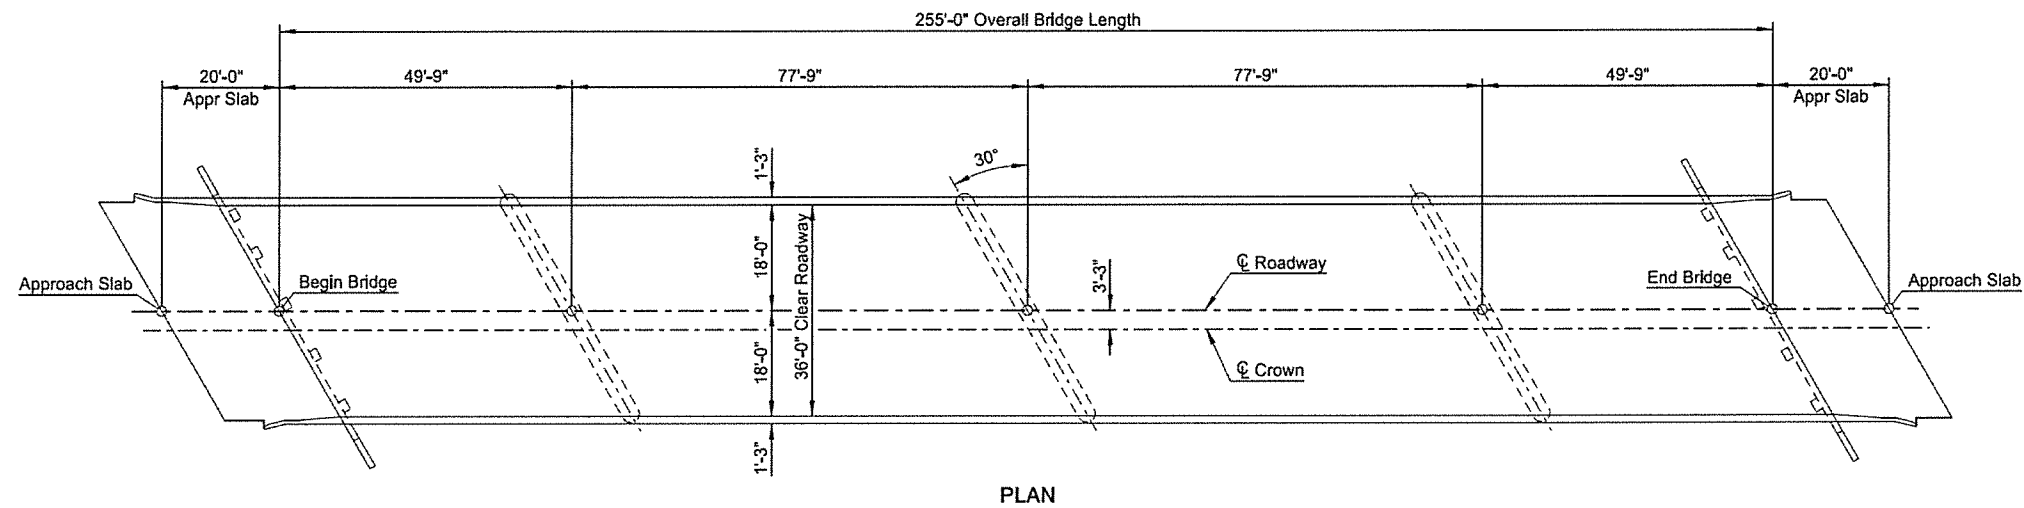 255'-0" Overall Bridge Length
20'-0"
Appr Slab
49'-9"
77'-9"
77'-9"
49'-9"
20'-0"
Appr Slab
1'-3"
30°
18'-0"
36'-0" Clear Roadway
3'-3"
℄ Roadway
Approach Slab
Begin Bridge
End Bridge
Approach Slab
18'-0"
℄ Crown
1'-3"
PLAN